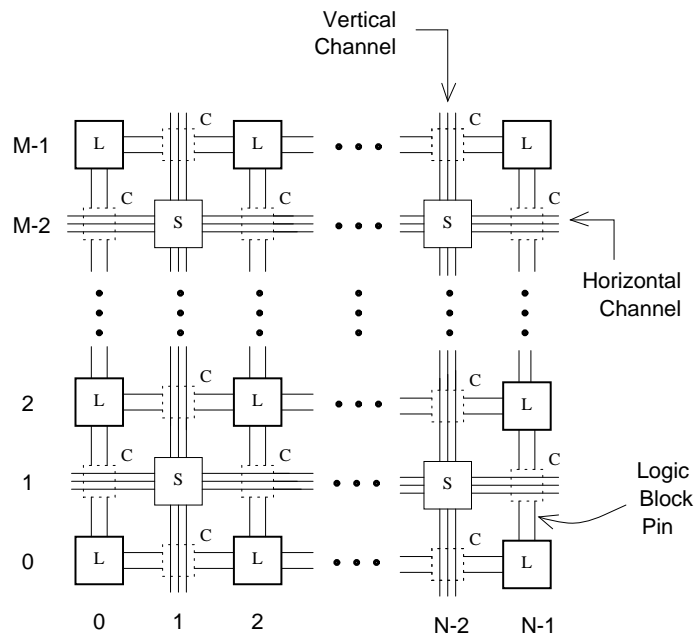 Vertical
Channel
C C
M-1 L L L
C C C
M-2 S S
Horizontal
Channel
C C
2 L L L
C C C
1 S S
Logic
Block
Pin
C C
0 L L L
0 1 2 N-2 N-1